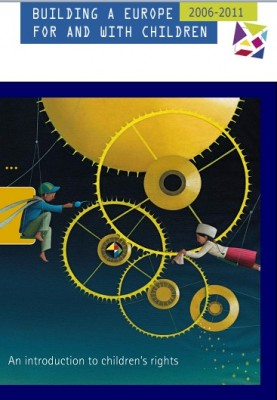 BUILDING A EUROPE 2006-2011
FOR AND WITH CHILDREN
An introduction to children's rights